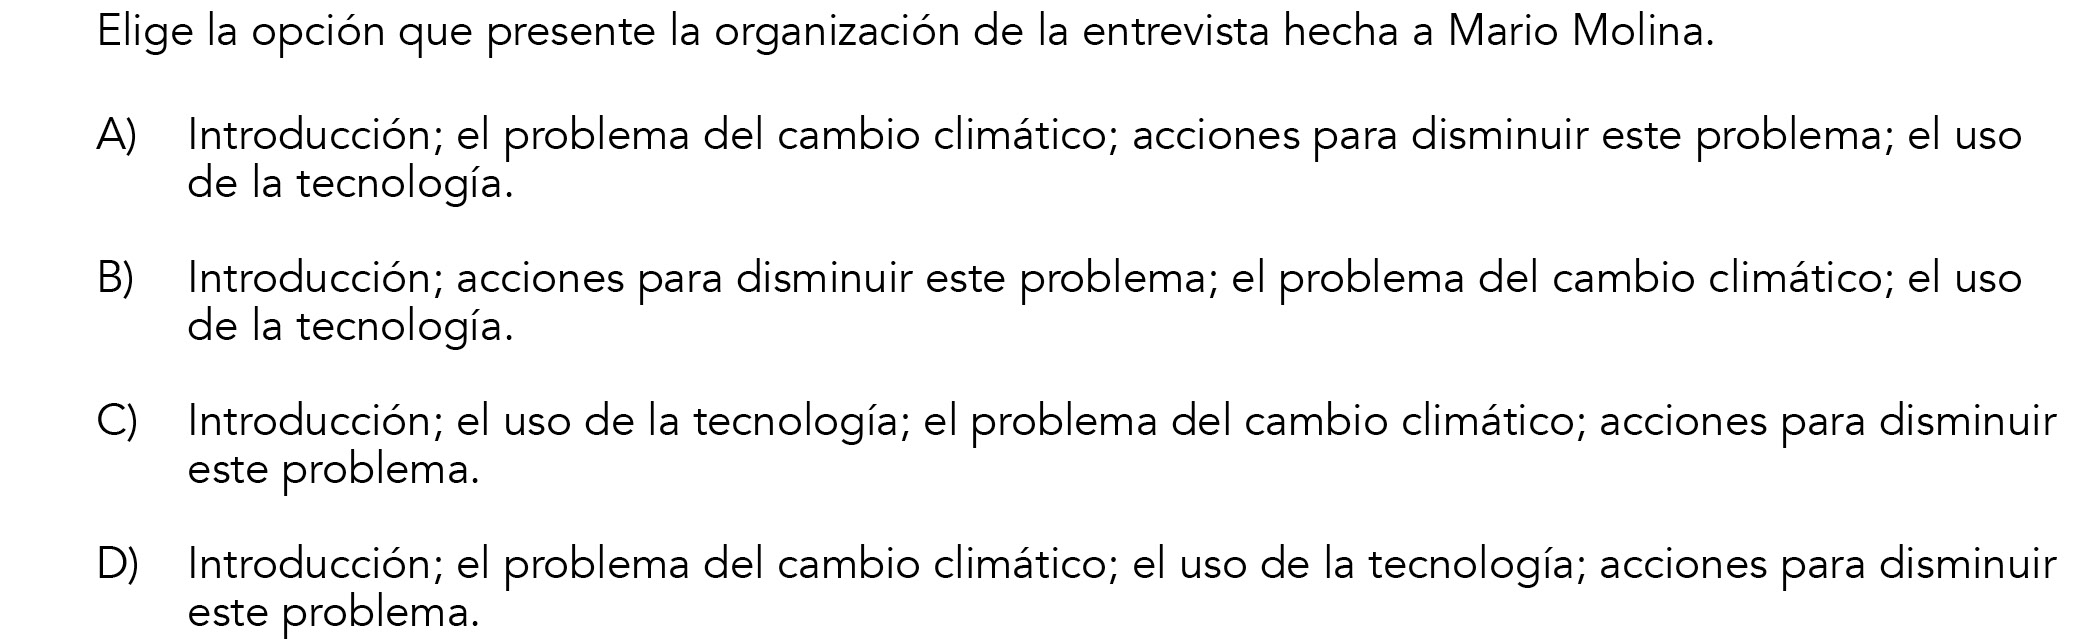 Elige la opción que presente la organización de la entrevista hecha a Mario Molina.
A) Introducción; el problema del cambio climático; acciones para disminuir este problema; el uso
de la tecnología.
B) Introducción; acciones para disminuir este problema; el problema del cambio climático; el uso
de la tecnología.
C) Introducción; el uso de la tecnología; el problema del cambio climático; acciones para disminuir
este problema.
D) Introducción; el problema del cambio climático; el uso de la tecnología; acciones para disminuir
este problema.